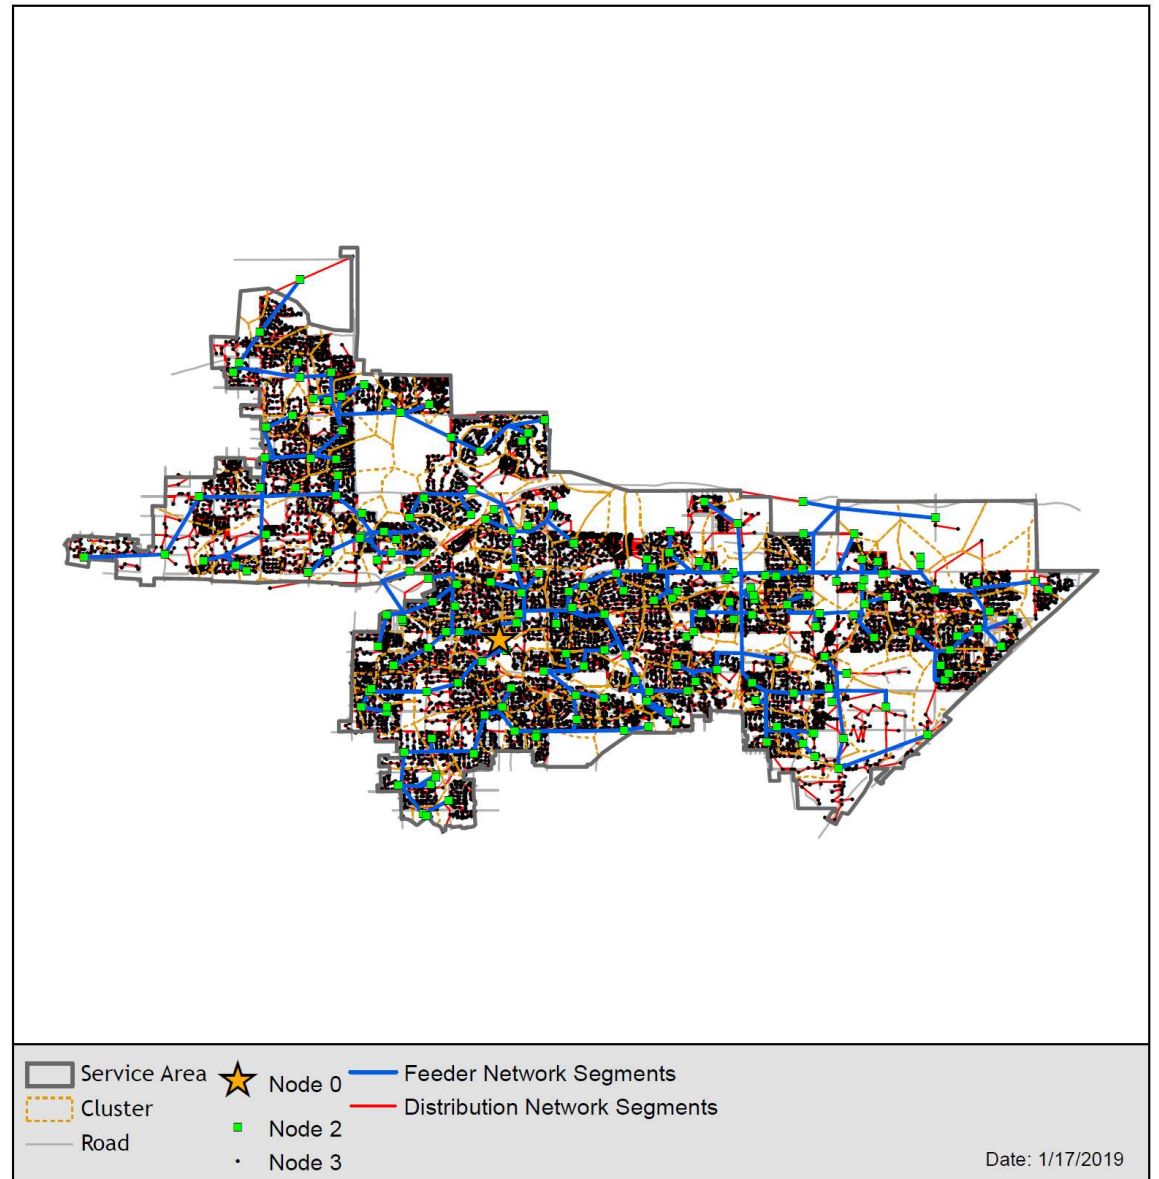 Service Area
Cluster
Road
Node 0
Node 2
Node 3
Feeder Network Segments
Distribution Network Segments
Date: 1/17/2019